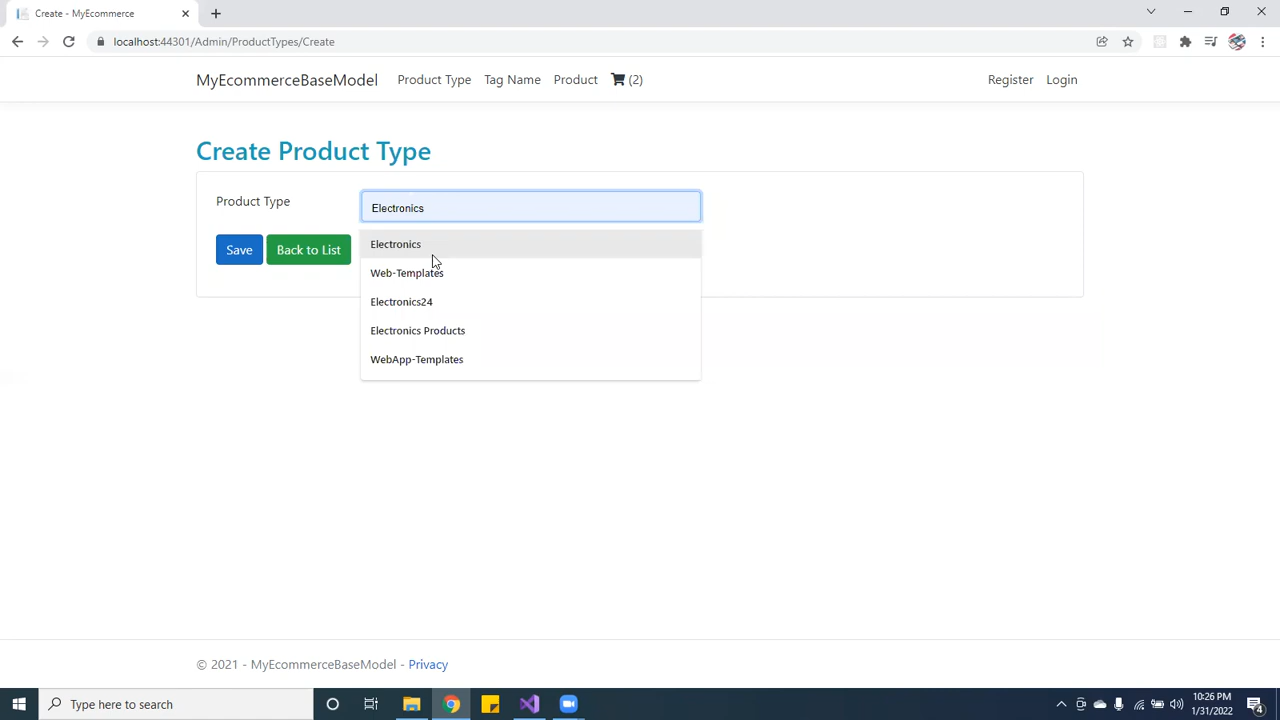 Create - MyEcommerce
localhost:44301/Admin/ProductTypes/Create
MyEcommerceBaseModel Product Type Tag Name Product (2) Register Login
Create Product Type
Product Type Electronics
Save Back to List
Electronics
Web-Templates
Electronics24
Electronics Products
WebApp-Templates
© 2021 - MyEcommerceBaseModel - Privacy
Type here to search
10:26 PM
1/31/2022
4